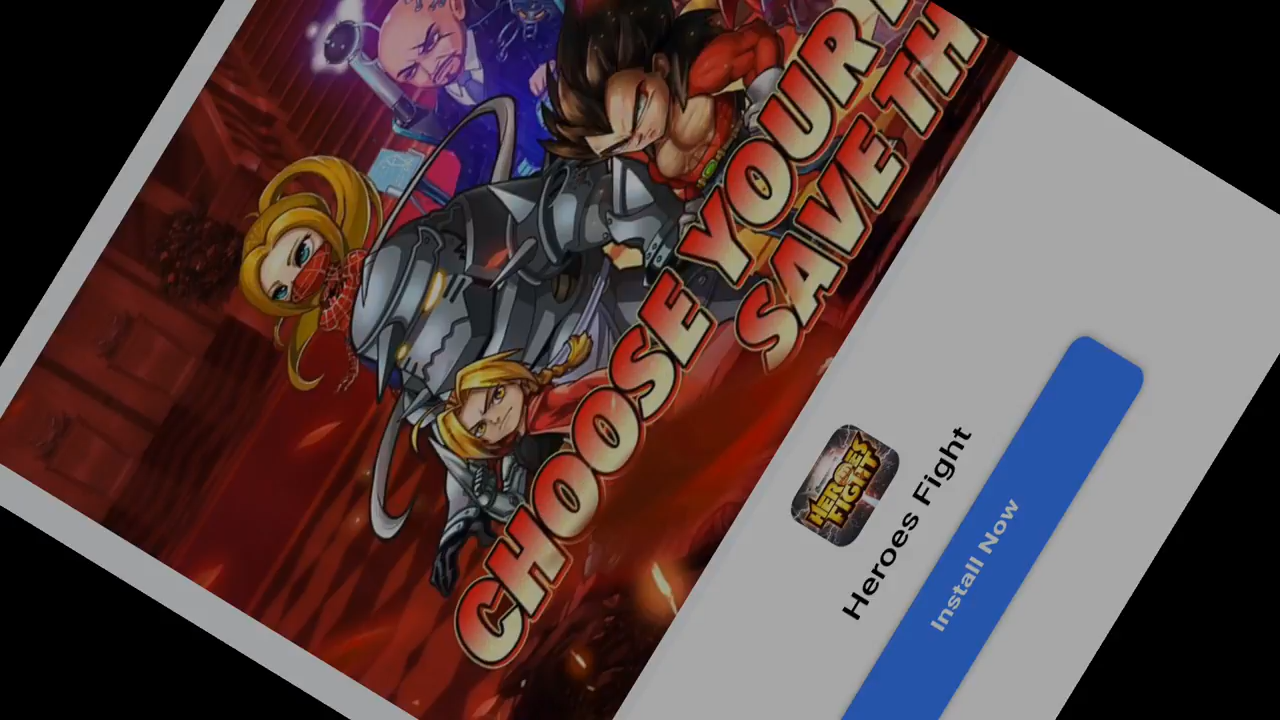 CHOOSE YOUR
SAVE TH
HEROES
FIGHT
Heroes Fight
Install Now